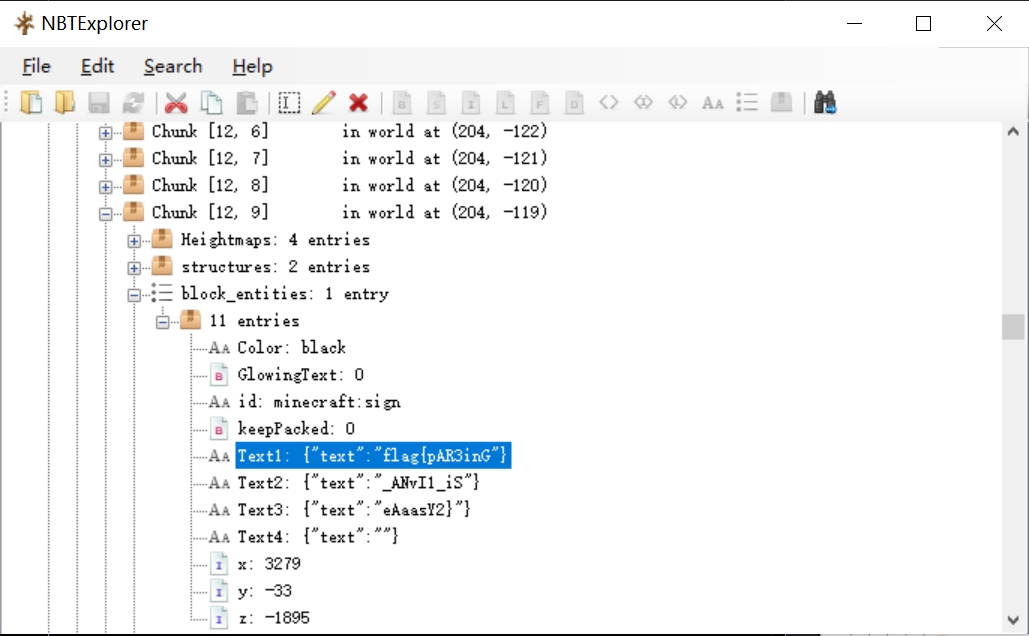 NBTExplorer
File Edit Search Help
Chunk [12, 6] in world at (204, -122)
Chunk [12, 7] in world at (204, -121)
Chunk [12, 8] in world at (204, -120)
Chunk [12, 9] in world at (204, -119)
Heightmaps: 4 entries
structures: 2 entries
block_entities: 1 entry
11 entries
Color: black
GlowingText: 0
id: minecraft:sign
keepPacked: 0
Text1: {"text":"flag{pAR3inG"}
Text2: {"text":"_ANvI1_iS"}
Text3: {"text":"eAaasY2}"}
Text4: {"text":""}
x: 3279
y: -33
z: -1895